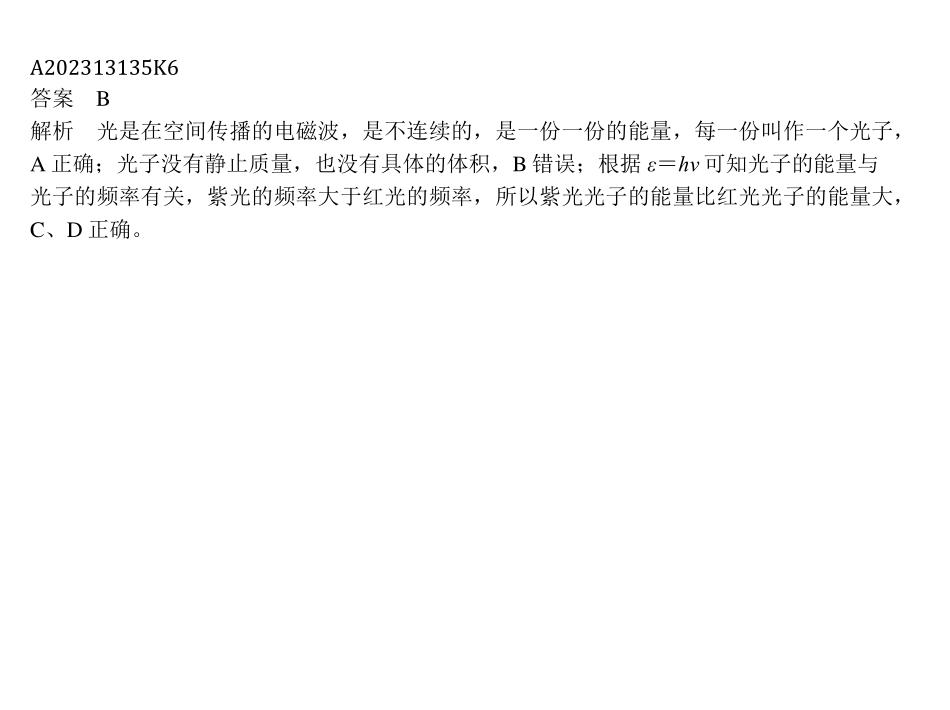 A202313135K6
答案 B
解析 光是在空间传播的电磁波，是不连续的，是一份一份的能量，每一份叫作一个光子，
A 正确；光子没有静止质量，也没有具体的体积，B 错误；根据 ε＝hν 可知光子的能量与
光子的频率有关，紫光的频率大于红光的频率，所以紫光光子的能量比红光光子的能量大，
C、D 正确。